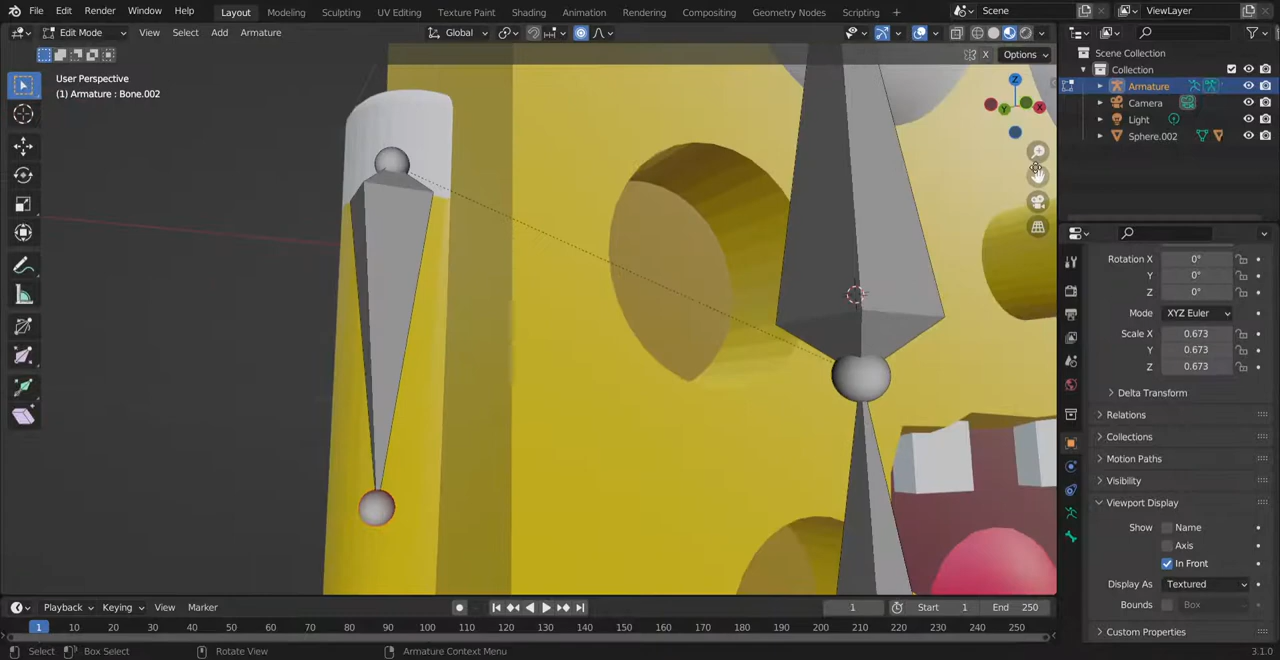 File Edit Render Window Help Layout Modeling Sculpting UV Editing Texture Paint Shading Animation Rendering Compositing Geometry Nodes Scripting + Scene ViewLayer
Edit Mode View Select Add Armature Global
Options
User Perspective
(1) Armature : Bone.002
Z
Y
X
Scene Collection
Collection
Armature
Camera
Light
Sphere.002
Rotation X 0°
Y 0°
Z 0°
Mode XYZ Euler
Scale X 0.673
Y 0.673
Z 0.673
Delta Transform
Relations
Collections
Motion Paths
Visibility
Viewport Display
Show Name
Axis
In Front
Display As Textured
Bounds Box
Custom Properties
Playback Keying View Marker 1 Start 1 End 250
1 10 20 30 40 50 60 70 80 90 100 110 120 130 140 150 160 170 180 190 200 210 220 230 240 250
Select Box Select Rotate View Armature Context Menu 3.1.0